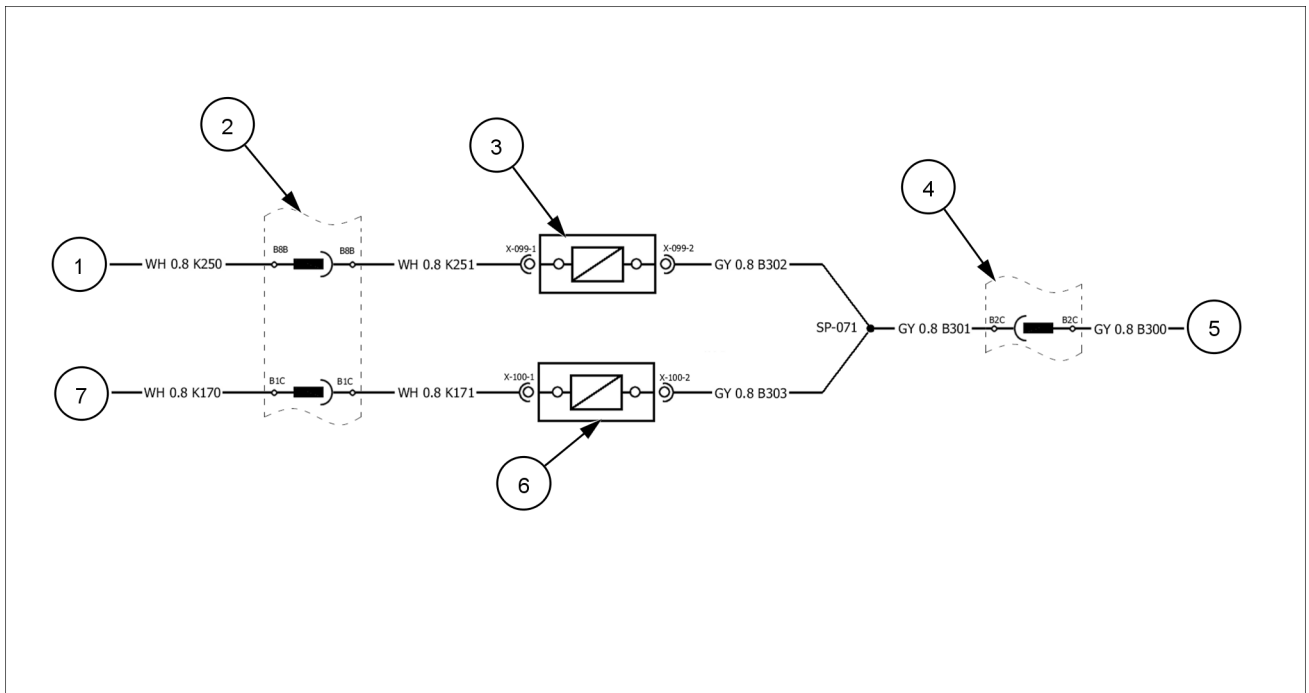 2
3
4
B8B B8B X-099-1 X-099-2
1 WH 0.8 K250 WH 0.8 K251 GY 0.8 B302
B2C B2C
SP-071 GY 0.8 B301 GY 0.8 B300 5
B1C B1C X-100-1 X-100-2
7 WH 0.8 K170 WH 0.8 K171 GY 0.8 B303
6